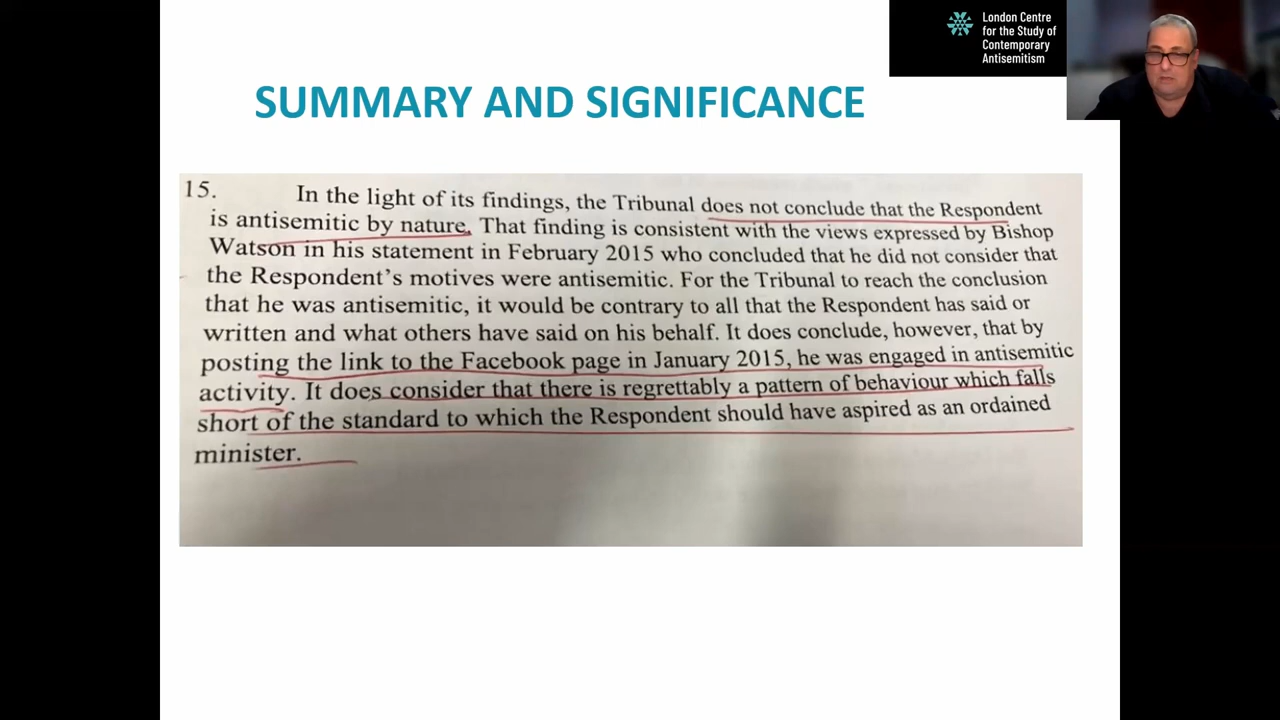 London Centre
for the Study of
Contemporary
Antisemitism
SUMMARY AND SIGNIFICANCE
15. In the light of its findings, the Tribunal does not conclude that the Respondent
is antisemitic by nature. That finding is consistent with the views expressed by Bishop
Watson in his statement in February 2015 who concluded that he did not consider that
the Respondent's motives were antisemitic. For the Tribunal to reach the conclusion
that he was antisemitic, it would be contrary to all that the Respondent has said or
written and what others have said on his behalf. It does conclude, however, that by
posting the link to the Facebook page in January 2015, he was engaged in antisemitic
activity. It does consider that there is regrettably a pattern of behaviour which falls
short of the standard to which the Respondent should have aspired as an ordained
minister.